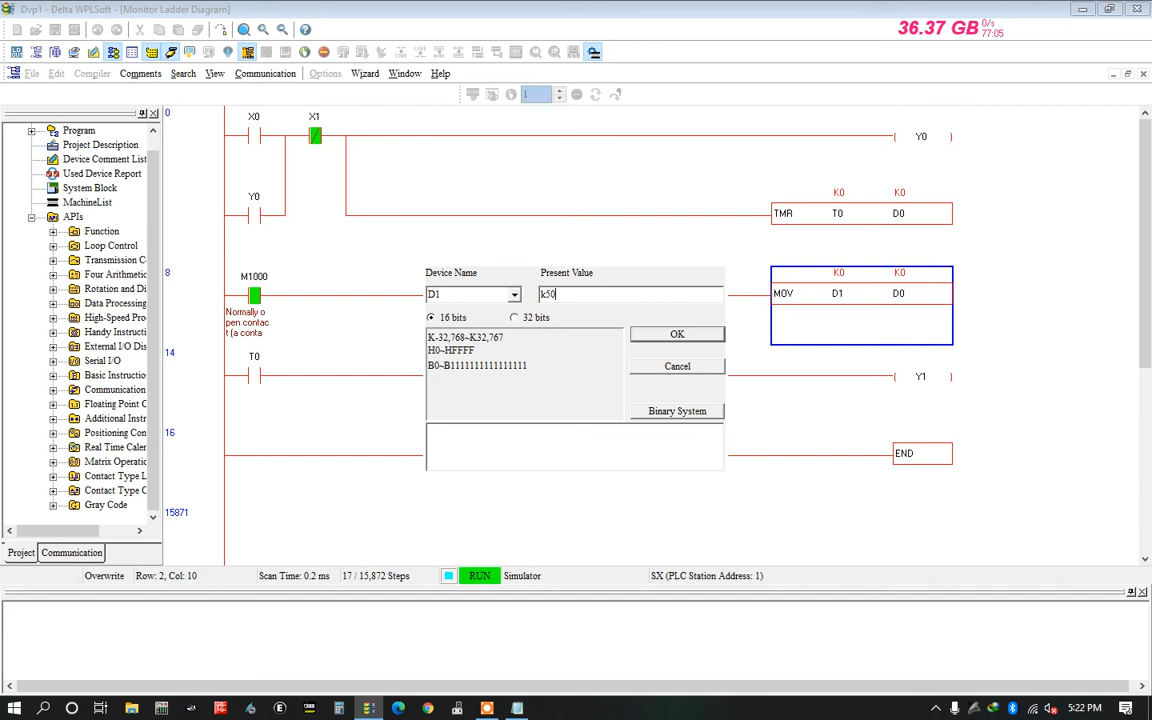 Dvp1 - Delta WPLSoft - [Monitor Ladder Diagram]
36.37 GB 0/s 77:05
File Edit Compiler Comments Search View Communication Options Wizard Window Help
1
Program
Project Description
Device Comment List
Used Device Report
System Block
MachineList
APIs
Function
Loop Control
Transmission C
Four Arithmetic
Rotation and Di
Data Processing
High-Speed Pro
Handy Instructi
External I/O Dis
Serial I/O
Basic Instructio
Communication
Floating Point C
Additional Instr
Positioning Con
Real Time Caler
Matrix Operatio
Contact Type L
Contact Type C
Gray Code
Project Communication
0
X0 X1
Y0
Y0
K0 K0
TMR T0 D0
8
M1000
Normally o
pen contac
t (a conta
K0 K0
MOV D1 D0
14
T0
Y1
16
END
15871
Device Name Present Value
D1 k50
16 bits 32 bits
K-32,768~K32,767
H0~HFFFF
B0~B1111111111111111
OK
Cancel
Binary System
Overwrite Row: 2, Col: 10 Scan Time: 0.2 ms 17 / 15,872 Steps RUN Simulator SX (PLC Station Address: 1)
5:22 PM